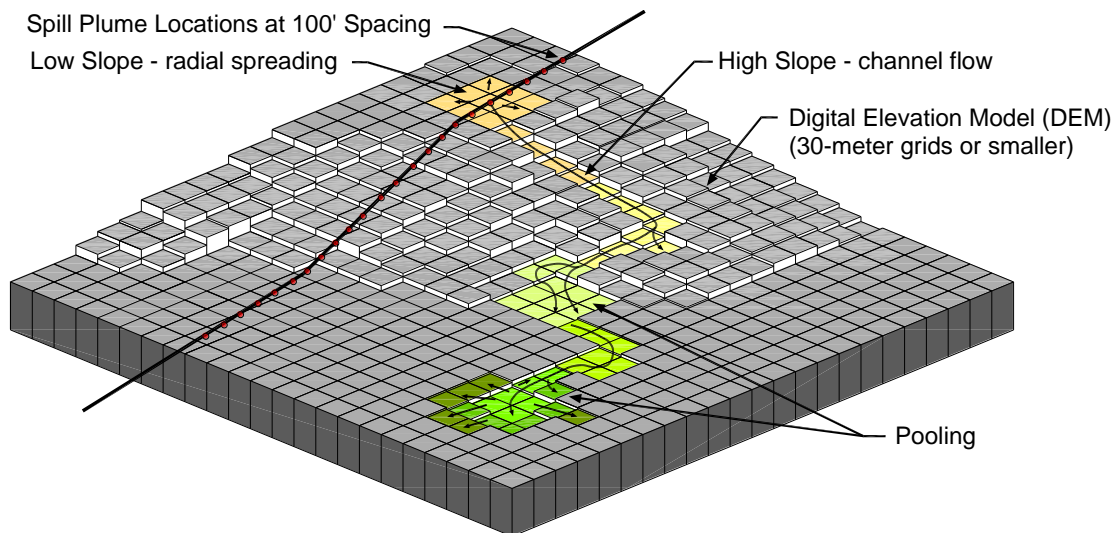 Spill Plume Locations at 100' Spacing
Low Slope - radial spreading
High Slope - channel flow
Digital Elevation Model (DEM)
(30-meter grids or smaller)
Pooling